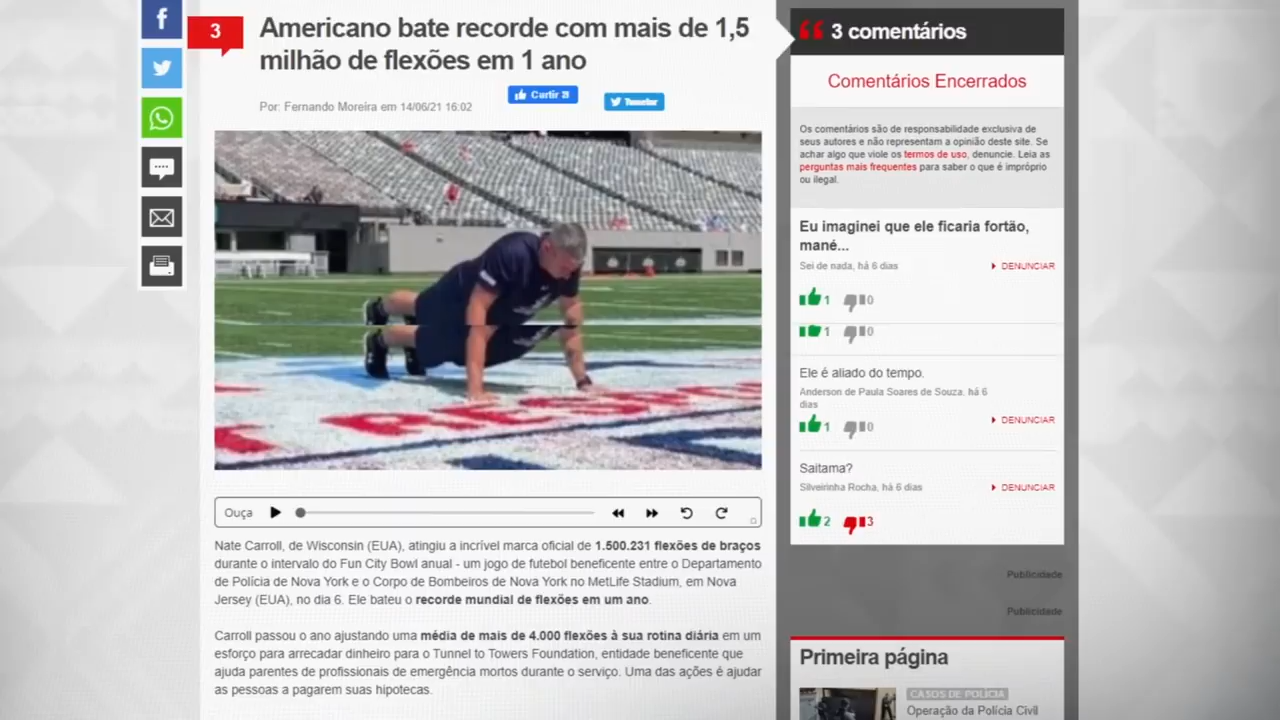 3
Americano bate recorde com mais de 1,5
milhão de flexões em 1 ano
Por: Fernando Moreira em 14/06/21 16:02
Curtir
Tweetar
Ouça
Nate Carroll, de Wisconsin (EUA), atingiu a incrível marca oficial de 1.500.231 flexões de braços
durante o intervalo do Fun City Bowl anual - um jogo de futebol beneficente entre o Departamento
de Polícia de Nova York e o Corpo de Bombeiros de Nova York no MetLife Stadium, em Nova
Jersey (EUA), no dia 6. Ele bateu o recorde mundial de flexões em um ano.
Carroll passou o ano ajustando uma média de mais de 4.000 flexões à sua rotina diária em um
esforço para arrecadar dinheiro para o Tunnel to Towers Foundation, entidade beneficente que
ajuda parentes de profissionais de emergência mortos durante o serviço. Uma das ações é ajudar
as pessoas a pagarem suas hipotecas.
3 comentários
Comentários Encerrados
Os comentários são de responsabilidade exclusiva de
seus autores e não representam a opinião deste site. Se
achar algo que viole os termos de uso, denuncie. Leia as
perguntas mais frequentes para saber o que é impróprio
ou ilegal.
Eu imaginei que ele ficaria fortão,
mané...
Sei de nada, há 6 dias
DENUNCIAR
1 0
1 0
Ele é aliado do tempo.
Anderson de Paula Soares de Souza, há 6
dias
DENUNCIAR
1 0
Saitama?
Silveirinha Rocha, há 6 dias
DENUNCIAR
2 3
Publicidade
Publicidade
Primeira página
CASOS DE POLÍCIA
Operação da Polícia Civil